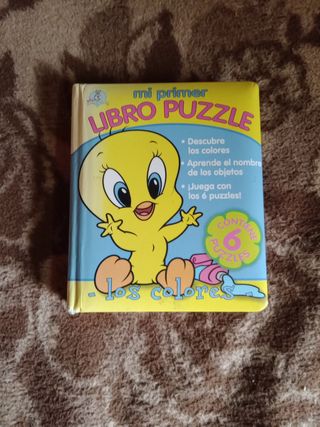 mi primer
LIBRO PUZZLE
• Descubre
los colores
• Aprende el nombre
de los objetos
• ¡Juega con
los 6 puzzles!
CONTIENE
6
PUZZLES
- los colores -